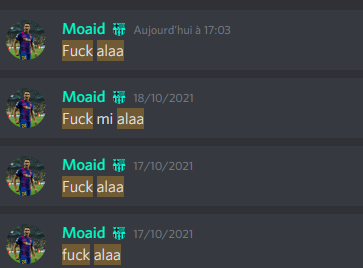 Moaid Aujourd'hui à 17:03
Fuck alaa
Moaid 18/10/2021
Fuck mi alaa
Moaid 17/10/2021
Fuck alaa
Moaid 17/10/2021
fuck alaa